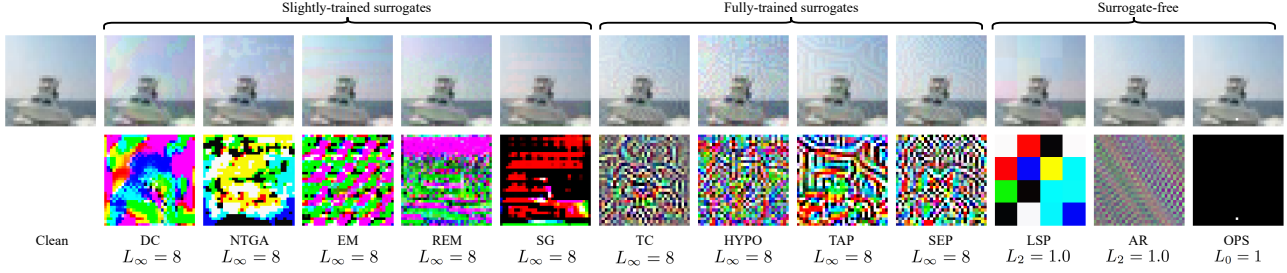 Slightly-trained surrogates Fully-trained surrogates Surrogate-free
Clean DC NTGA EM REM SG TC HYPO TAP SEP LSP AR OPS
L∞ = 8 L∞ = 8 L∞ = 8 L∞ = 8 L∞ = 8 L∞ = 8 L∞ = 8 L∞ = 8 L∞ = 8 L2 = 1.0 L2 = 1.0 L0 = 1